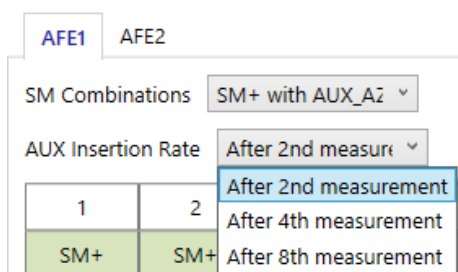 AFE1 AFE2
SM Combinations SM+ with AUX_AZ
AUX Insertion Rate After 2nd measure
After 2nd measurement
1 2
After 4th measurement
SM+ SM+
After 8th measurement